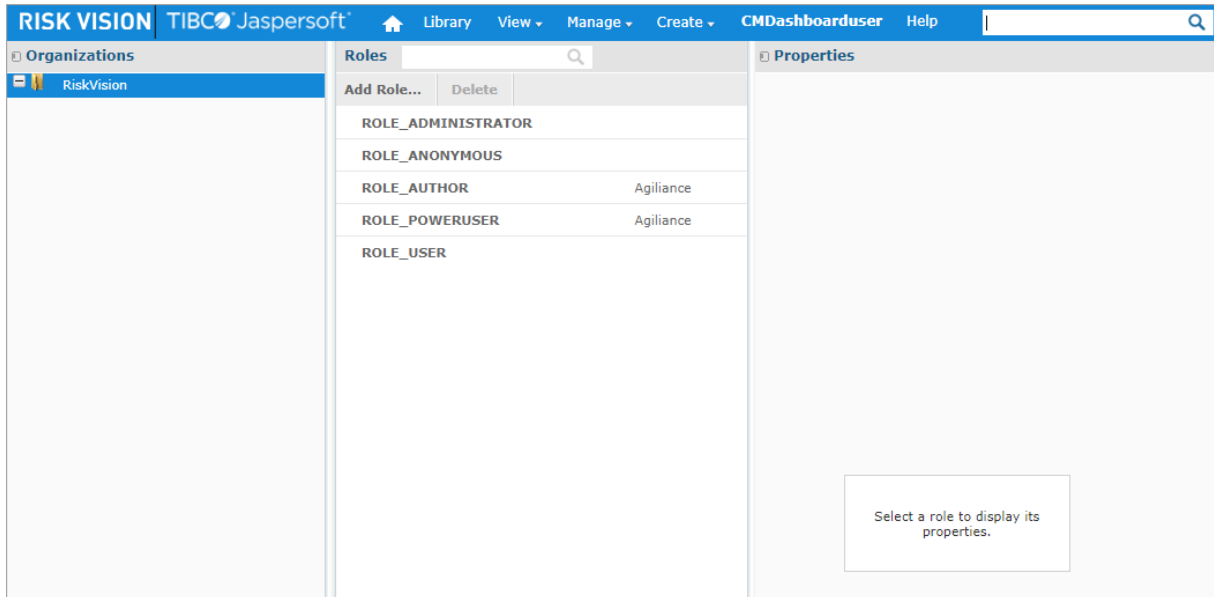 RISK VISION TIBCO Jaspersoft® Library View Manage Create CMDashboarduser Help
Organizations
RiskVision
Roles
Add Role... Delete
ROLE_ADMINISTRATOR
ROLE_ANONYMOUS
ROLE_AUTHOR Agiliance
ROLE_POWERUSER Agiliance
ROLE_USER
Properties
Select a role to display its
properties.